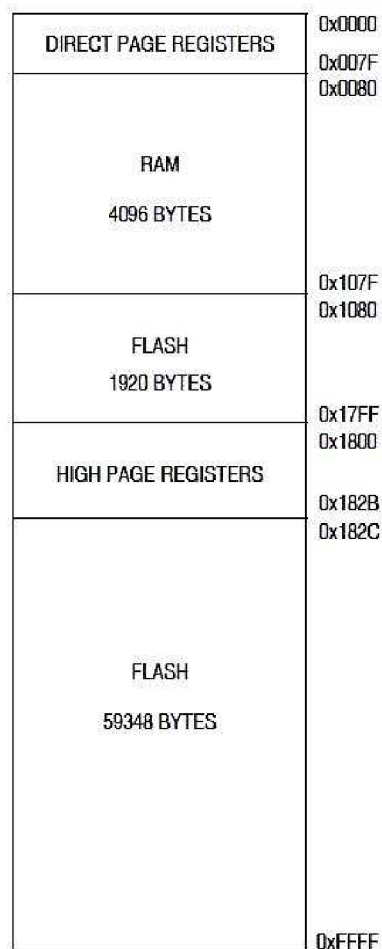 0x0000
DIRECT PAGE REGISTERS
0x007F
0x0080
RAM
4096 BYTES
0x107F
0x1080
FLASH
1920 BYTES
0x17FF
0x1800
HIGH PAGE REGISTERS
0x182B
0x182C
FLASH
59348 BYTES
0xFFFF